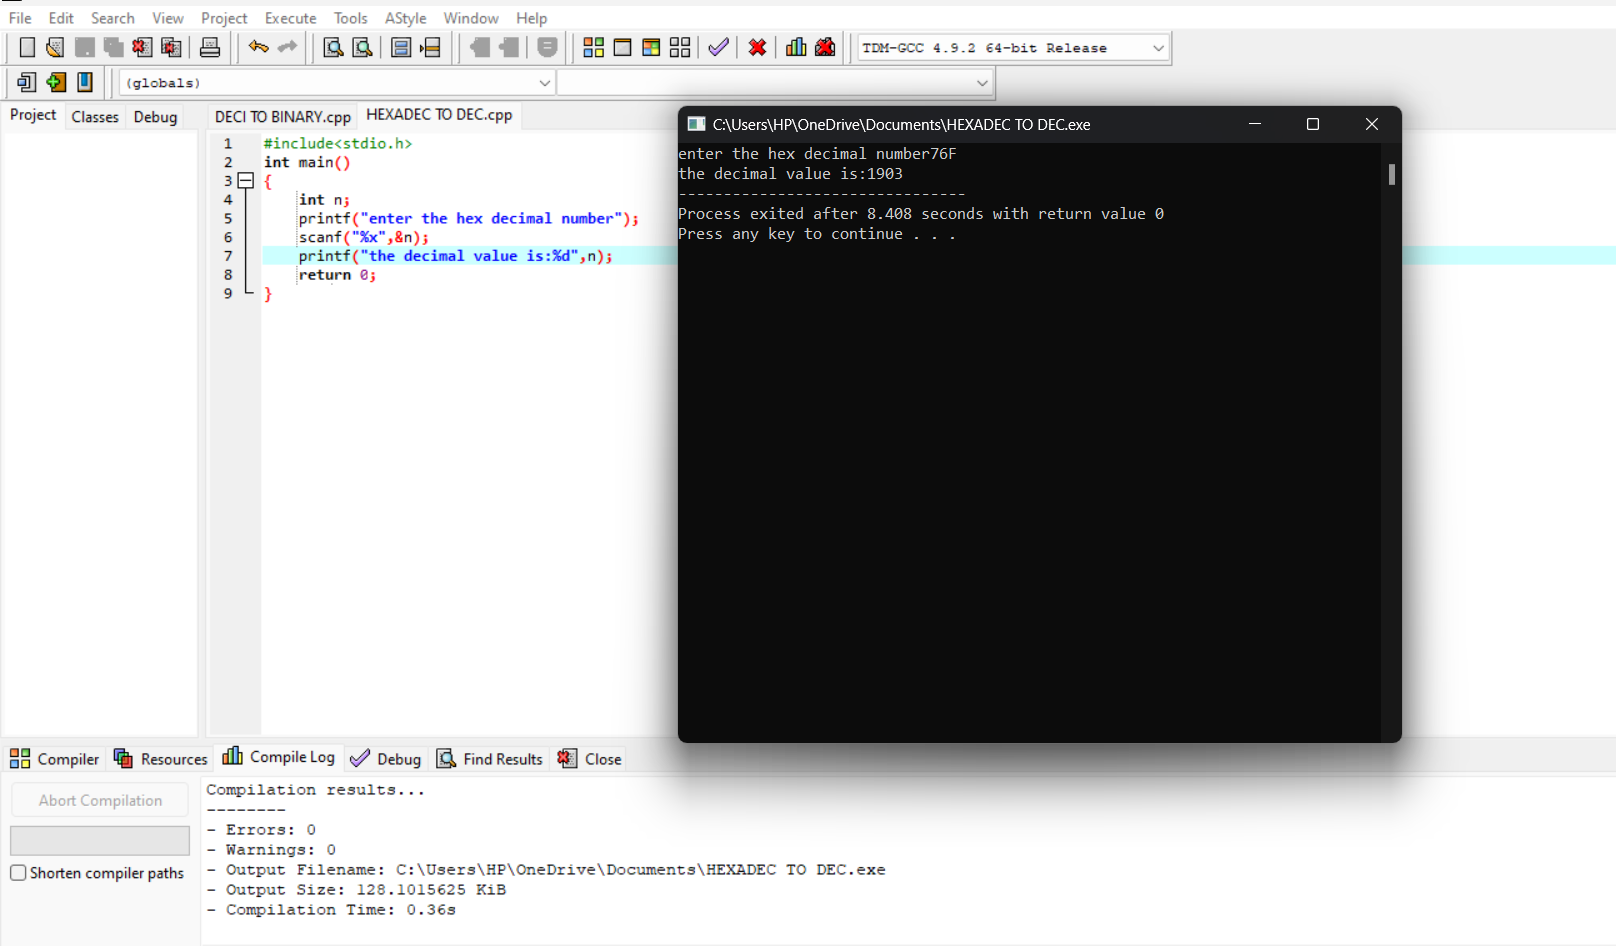 File Edit Search View Project Execute Tools AStyle Window Help
TDM-GCC 4.9.2 64-bit Release
(globals)
Project Classes Debug
DECI TO BINARY.cpp HEXADEC TO DEC.cpp
1 #include<stdio.h>
2 int main()
3 {
4 int n;
5 printf("enter the hex decimal number");
6 scanf("%x",&n);
7 printf("the decimal value is:%d",n);
8 return 0;
9 }
C:\Users\HP\OneDrive\Documents\HEXADEC TO DEC.exe
enter the hex decimal number76F
the decimal value is:1903
--------------------------------
Process exited after 8.408 seconds with return value 0
Press any key to continue . . .
Compiler Resources Compile Log Debug Find Results Close
Abort Compilation
Shorten compiler paths
Compilation results...
--------
- Errors: 0
- Warnings: 0
- Output Filename: C:\Users\HP\OneDrive\Documents\HEXADEC TO DEC.exe
- Output Size: 128.1015625 KiB
- Compilation Time: 0.36s